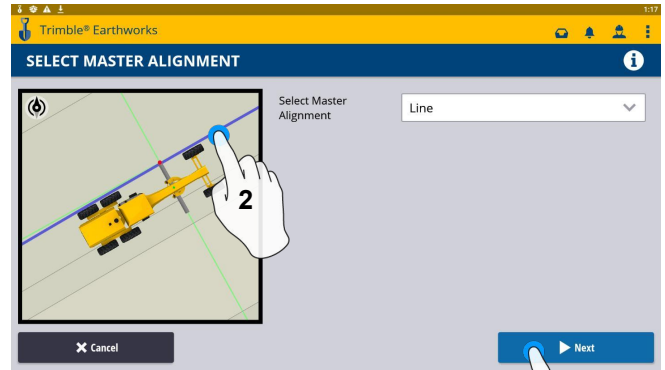 1:17
Trimble® Earthworks
SELECT MASTER ALIGNMENT
Select Master
Alignment
Line
2
Cancel
Next